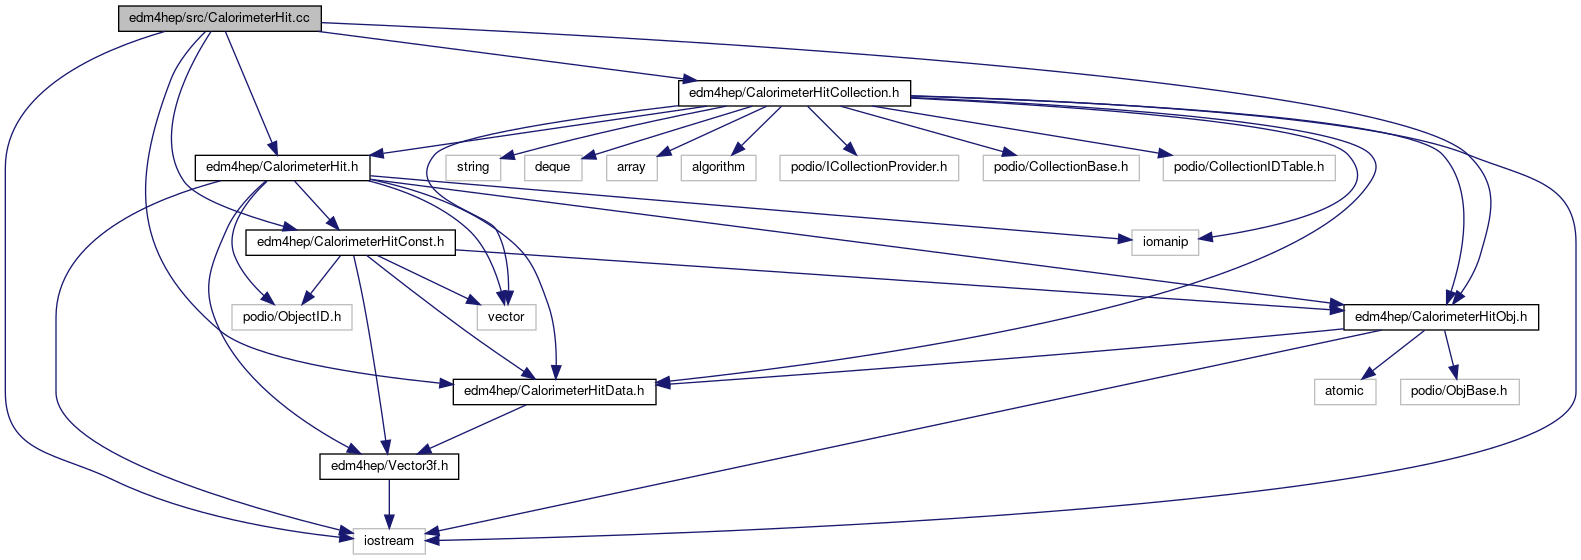 edm4hep/src/CalorimeterHit.cc
edm4hep/CalorimeterHitCollection.h
edm4hep/CalorimeterHit.h
string
deque
array
algorithm
podio/ICollectionProvider.h
podio/CollectionBase.h
podio/CollectionIDTable.h
edm4hep/CalorimeterHitConst.h
iomanip
podio/ObjectID.h
vector
edm4hep/CalorimeterHitObj.h
edm4hep/CalorimeterHitData.h
atomic
podio/ObjBase.h
edm4hep/Vector3f.h
iostream